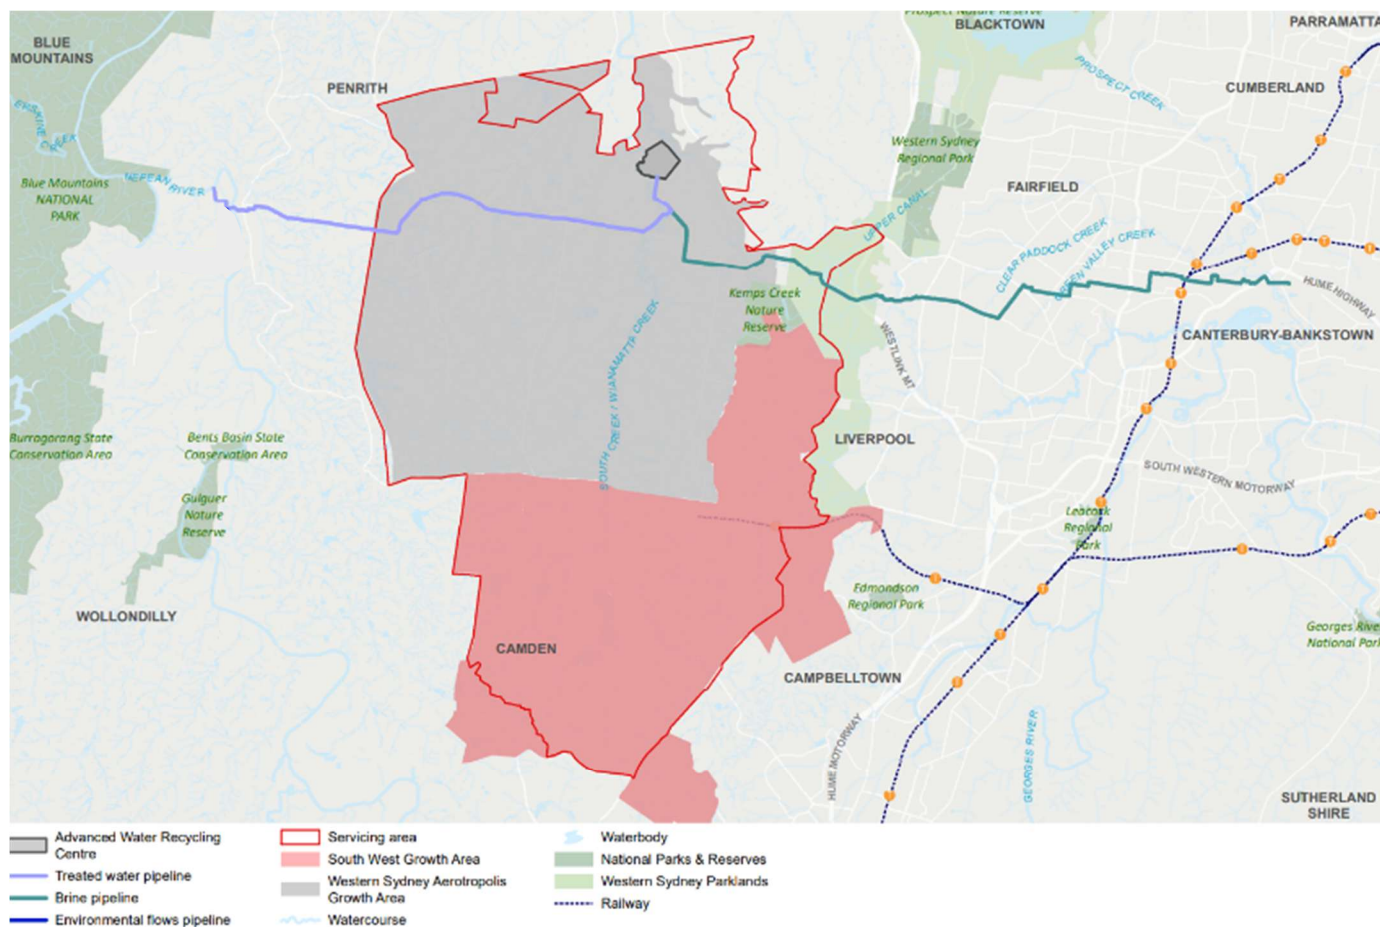 Prospect Nature Reserve
BLACKTOWN
PARRAMATTA
BLUE
MOUNTAINS
PENRITH
PROSPECT CREEK
CUMBERLAND
ERSKINE
CREEK
Western Sydney
Regional Park
Blue Mountains
NATIONAL
PARK
NEPEAN RIVER
FAIRFIELD
UPPER CANAL
CLEAR PADDOCK CREEK
GREEN VALLEY CREEK
Kemps Creek
Nature
Reserve
HUME HIGHWAY
SOUTH CREEK / WIANAMATTA CREEK
WESTLINK M7
CANTERBURY-BANKSTOWN
Burragorang State
Conservation Area
Bents Basin State
Conservation Area
LIVERPOOL
SOUTH WESTERN MOTORWAY
Gulguer
Nature
Reserve
Leacock
Regional
Park
WOLLONDILLY
Edmondson
Regional Park
Georges River
National Park
CAMDEN
CAMPBELLTOWN
HUME MOTORWAY
GEORGES RIVER
SUTHERLAND
SHIRE
Advanced Water Recycling
Centre
Treated water pipeline
Brine pipeline
Environmental flows pipeline
Servicing area
South West Growth Area
Western Sydney Aerotropolis
Growth Area
Watercourse
Waterbody
National Parks & Reserves
Western Sydney Parklands
Railway